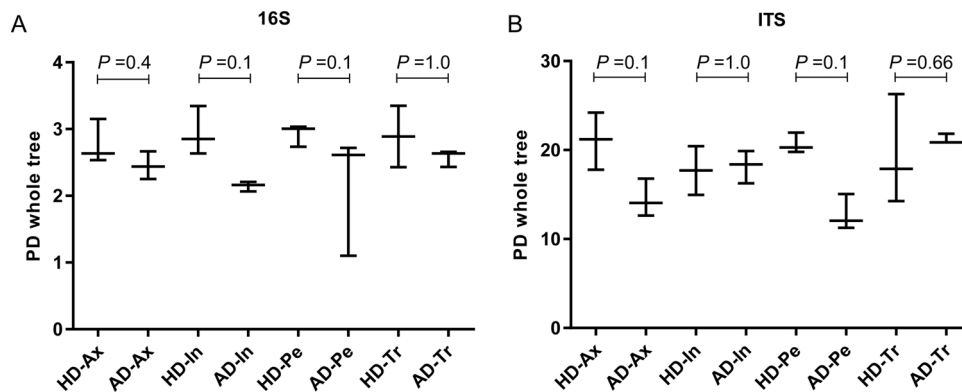 A
16S
P =0.4
P =0.1
P =0.1
P =1.0
PD whole tree
4
3
2
1
0
HD-Ax
AD-Ax
HD-In
AD-In
HD-Pe
AD-Pe
HD-Tr
AD-Tr
B
ITS
P =0.1
P =1.0
P =0.1
P =0.66
PD whole tree
30
20
10
0
HD-Ax
AD-Ax
HD-In
AD-In
HD-Pe
AD-Pe
HD-Tr
AD-Tr